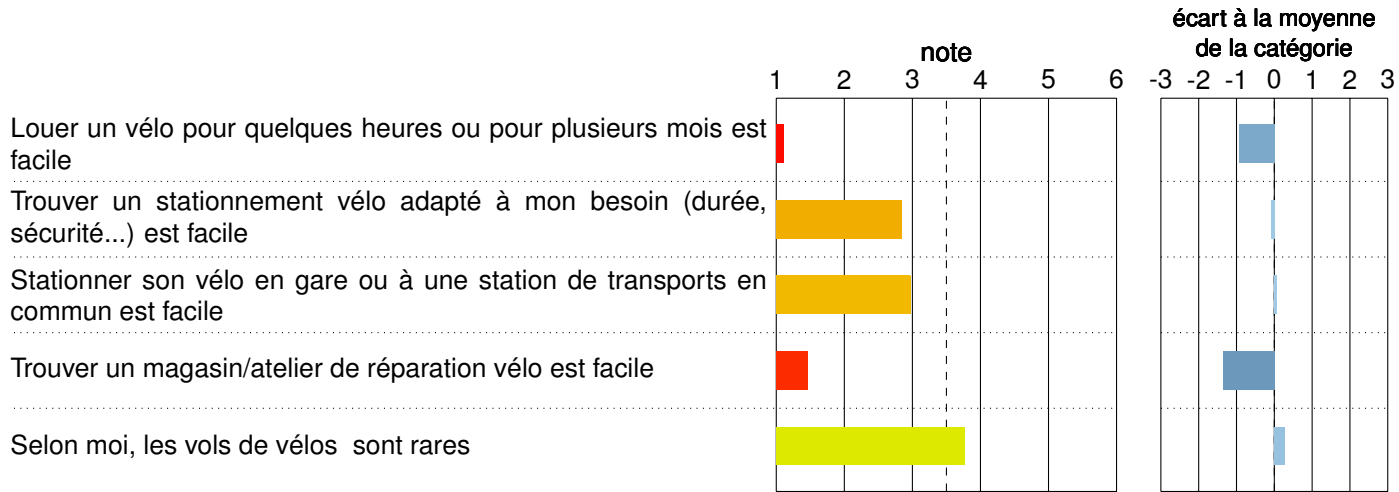 écart à la moyenne
de la catégorie
note
1 2 3 4 5 6
-3 -2 -1 0 1 2 3
Louer un vélo pour quelques heures ou pour plusieurs mois est
facile
Trouver un stationnement vélo adapté à mon besoin (durée,
sécurité...) est facile
Stationner son vélo en gare ou à une station de transports en
commun est facile
Trouver un magasin/atelier de réparation vélo est facile
Selon moi, les vols de vélos sont rares